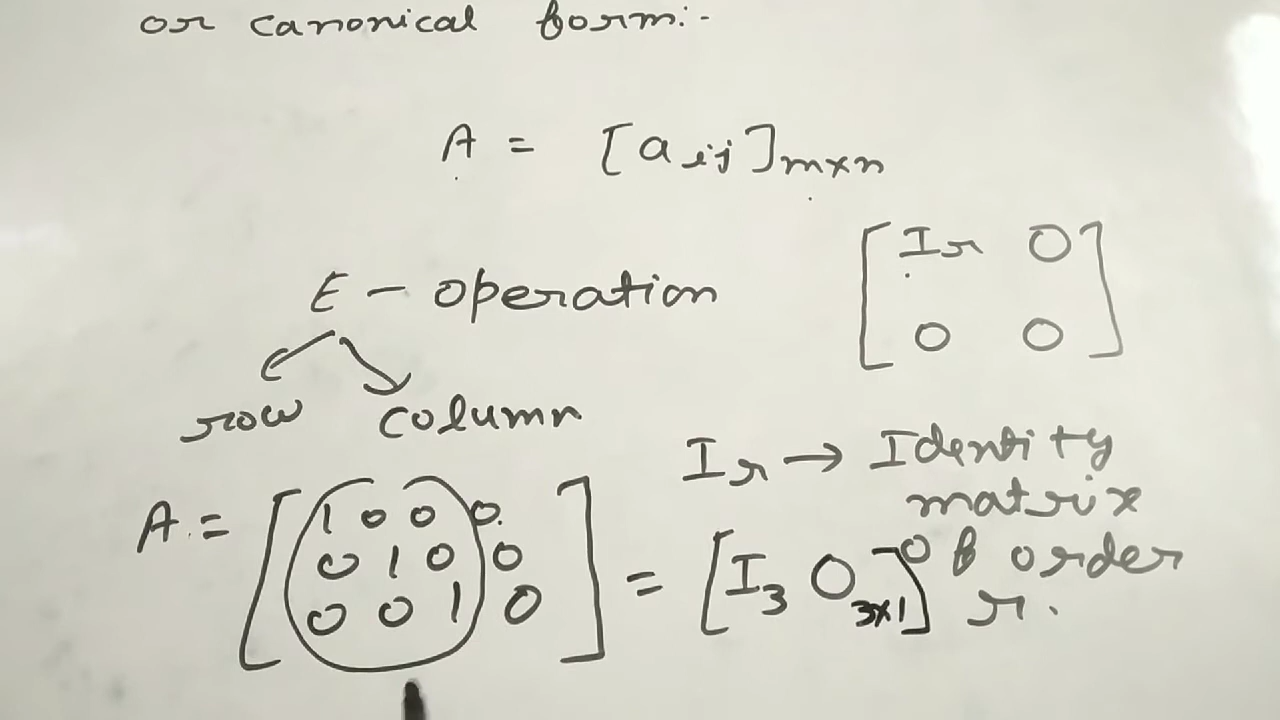 or canonical form:-
A = [aij]m×n
E - operation
[Ir 0
0 0]
row column
Ir → Identity
matrix
of order
r.
A = [1 0 0 0
0 1 0 0
0 0 1 0] = [I3 O3×1]